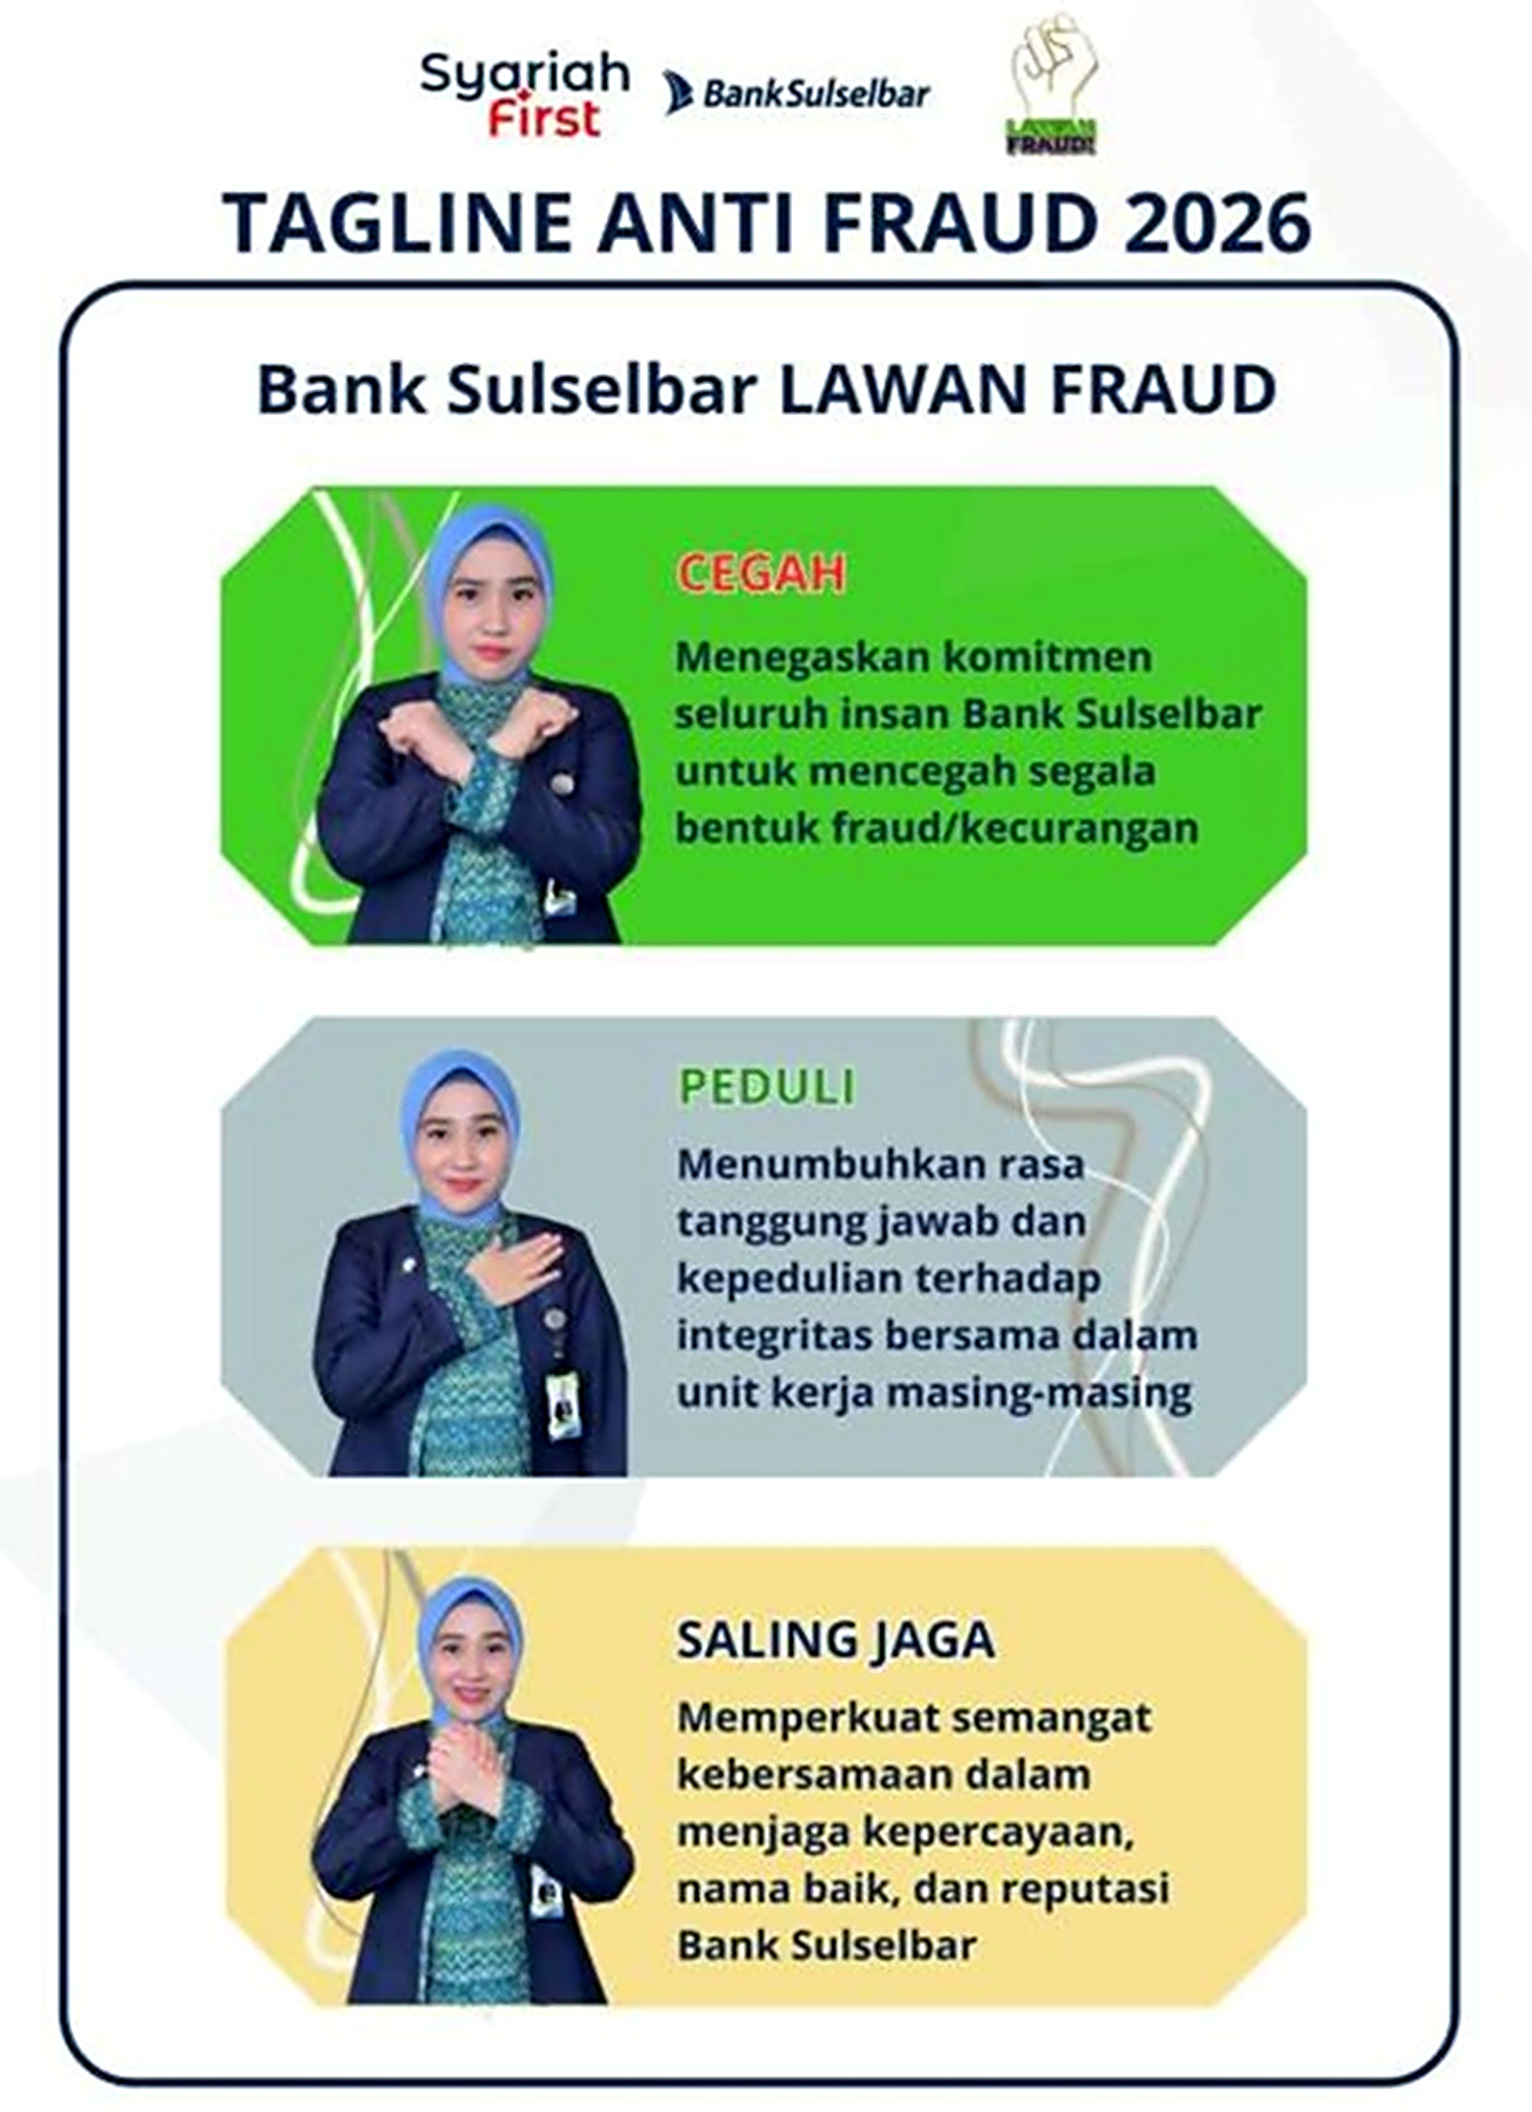 Syariah
First
BankSulselbar
LAWAN
FRAUD!
TAGLINE ANTI FRAUD 2026
Bank Sulselbar LAWAN FRAUD
CEGAH
Menegaskan komitmen
seluruh insan Bank Sulselbar
untuk mencegah segala
bentuk fraud/kecurangan
PEDULI
Menumbuhkan rasa
tanggung jawab dan
kepedulian terhadap
integritas bersama dalam
unit kerja masing-masing
SALING JAGA
Memperkuat semangat
kebersamaan dalam
menjaga kepercayaan,
nama baik, dan reputasi
Bank Sulselbar